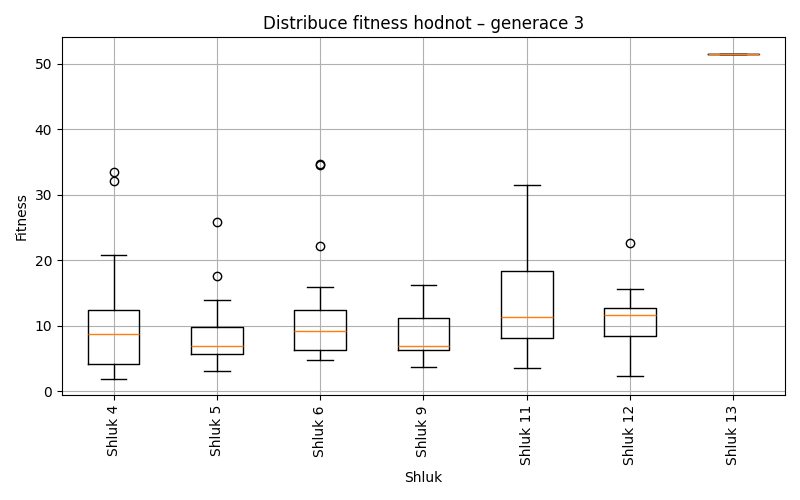 Distribuce fitness hodnot – generace 3
Fitness
50
40
30
20
10
0
Shluk 4
Shluk 5
Shluk 6
Shluk 9
Shluk 11
Shluk 12
Shluk 13
Shluk